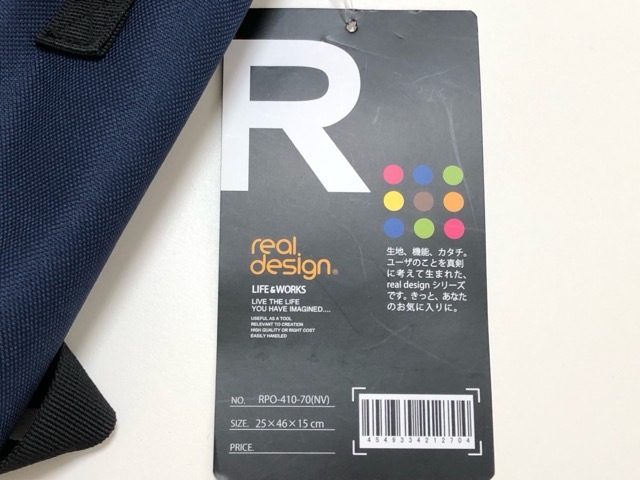 R
real
design®
LIFE & WORKS
LIVE THE LIFE
YOU HAVE IMAGINED....
USEFUL AS A TOOL
RELEVANT TO CREATION
HIGH QUALITY OR RIGHT COST
EASILY HANDLED
生地、機能、カタチ。
ユーザのことを真剣
に考えて生まれた、
real design シリーズ
です。きっと、あなた
のお気に入りに。
NO. RPO-410-70(NV)
SIZE. 25×46×15 cm
PRICE.
4549334212704